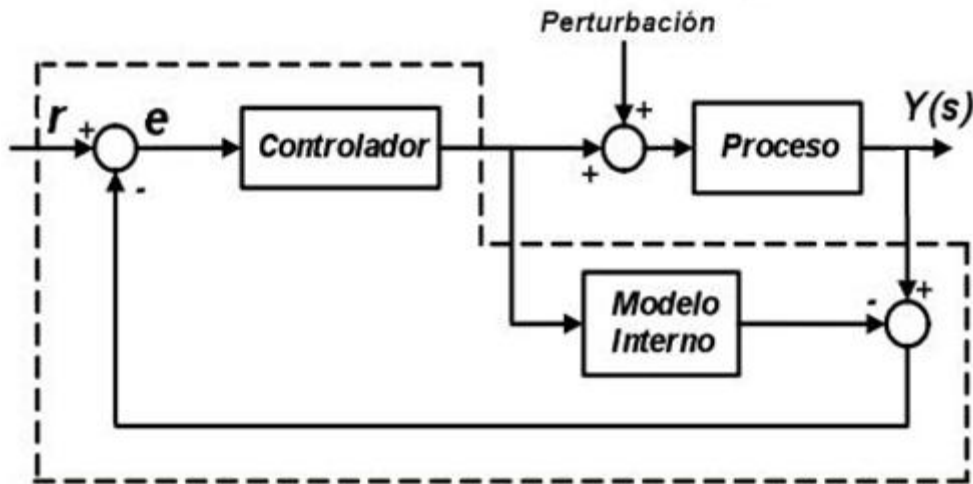 Perturbación
r
+
e
-
Controlador
+
+
Proceso
Y(s)
Modelo
Interno
-
+